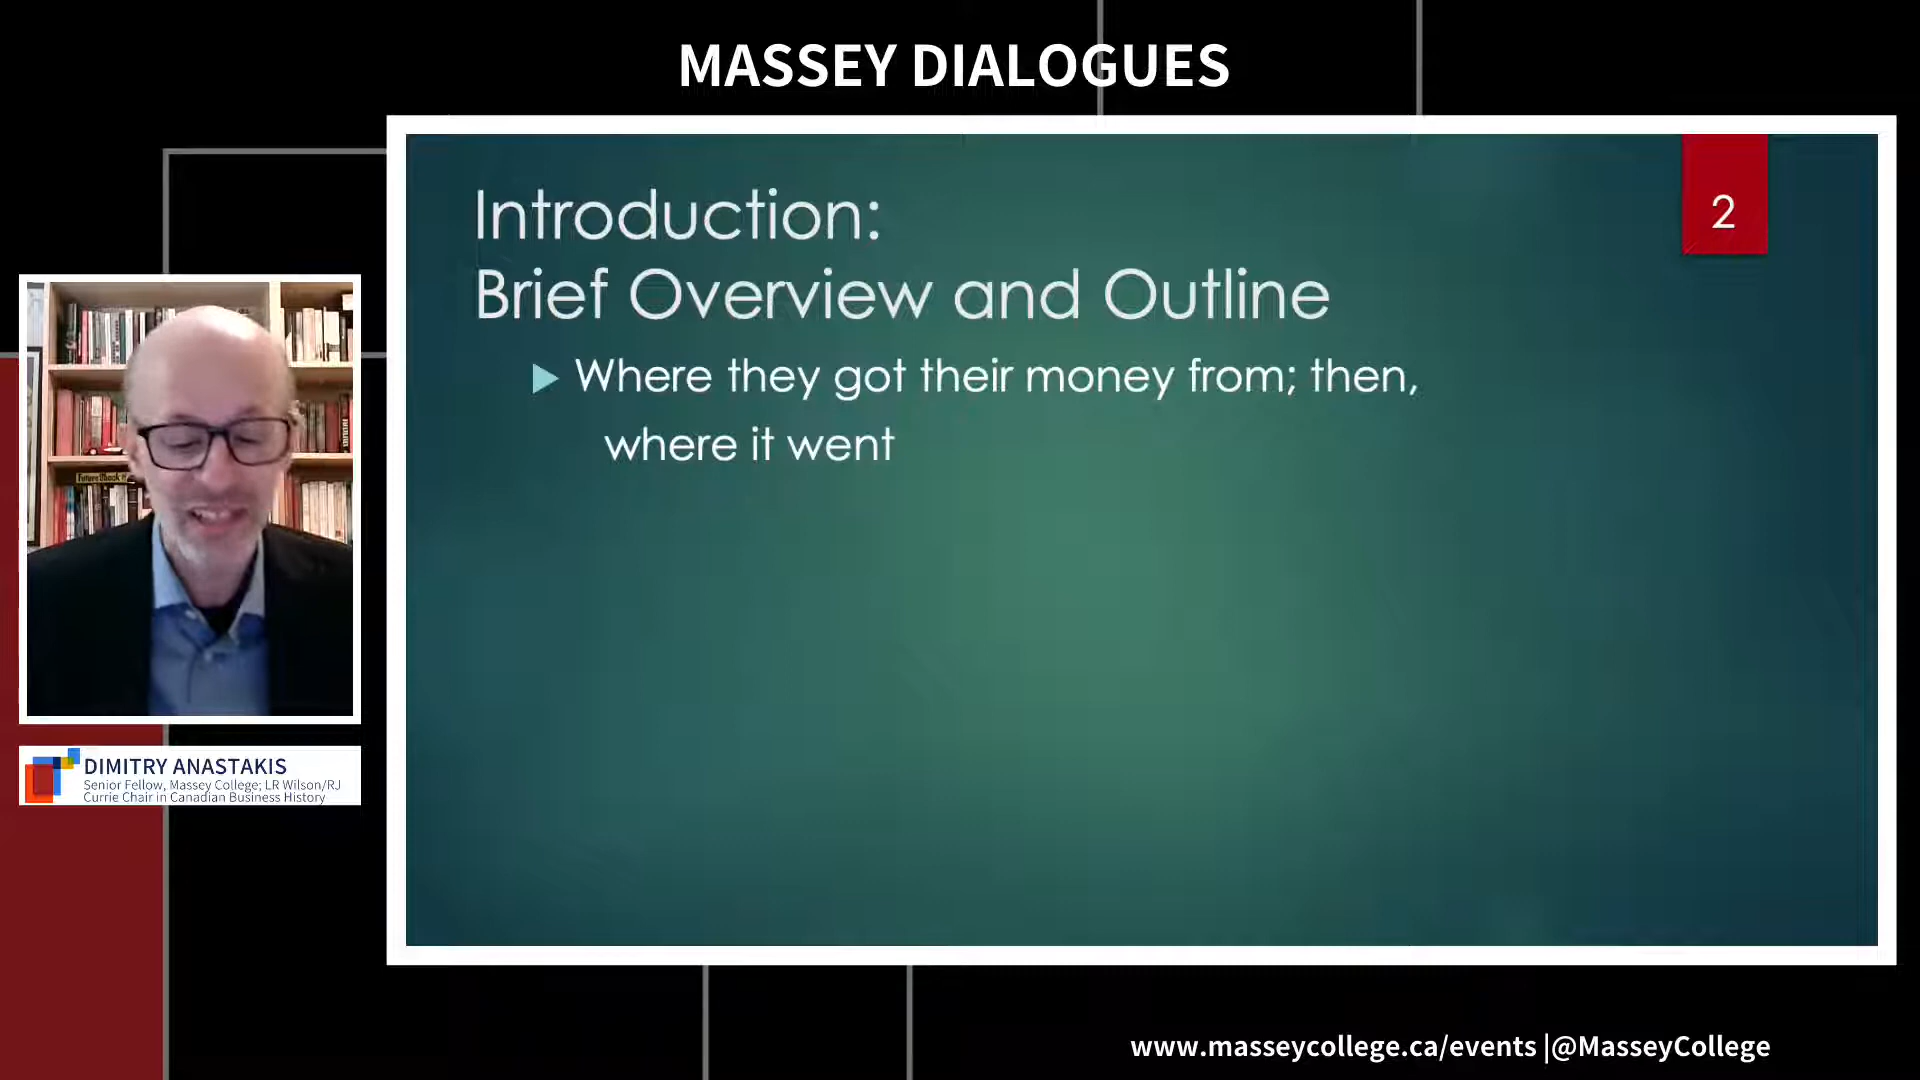 MASSEY DIALOGUES
Introduction:
Brief Overview and Outline
2
Where they got their money from; then,
where it went
Future Shock
DIMITRY ANASTAKIS
Senior Fellow, Massey College; LR Wilson/RJ
Currie Chair in Canadian Business History
www.masseycollege.ca/events |@MasseyCollege